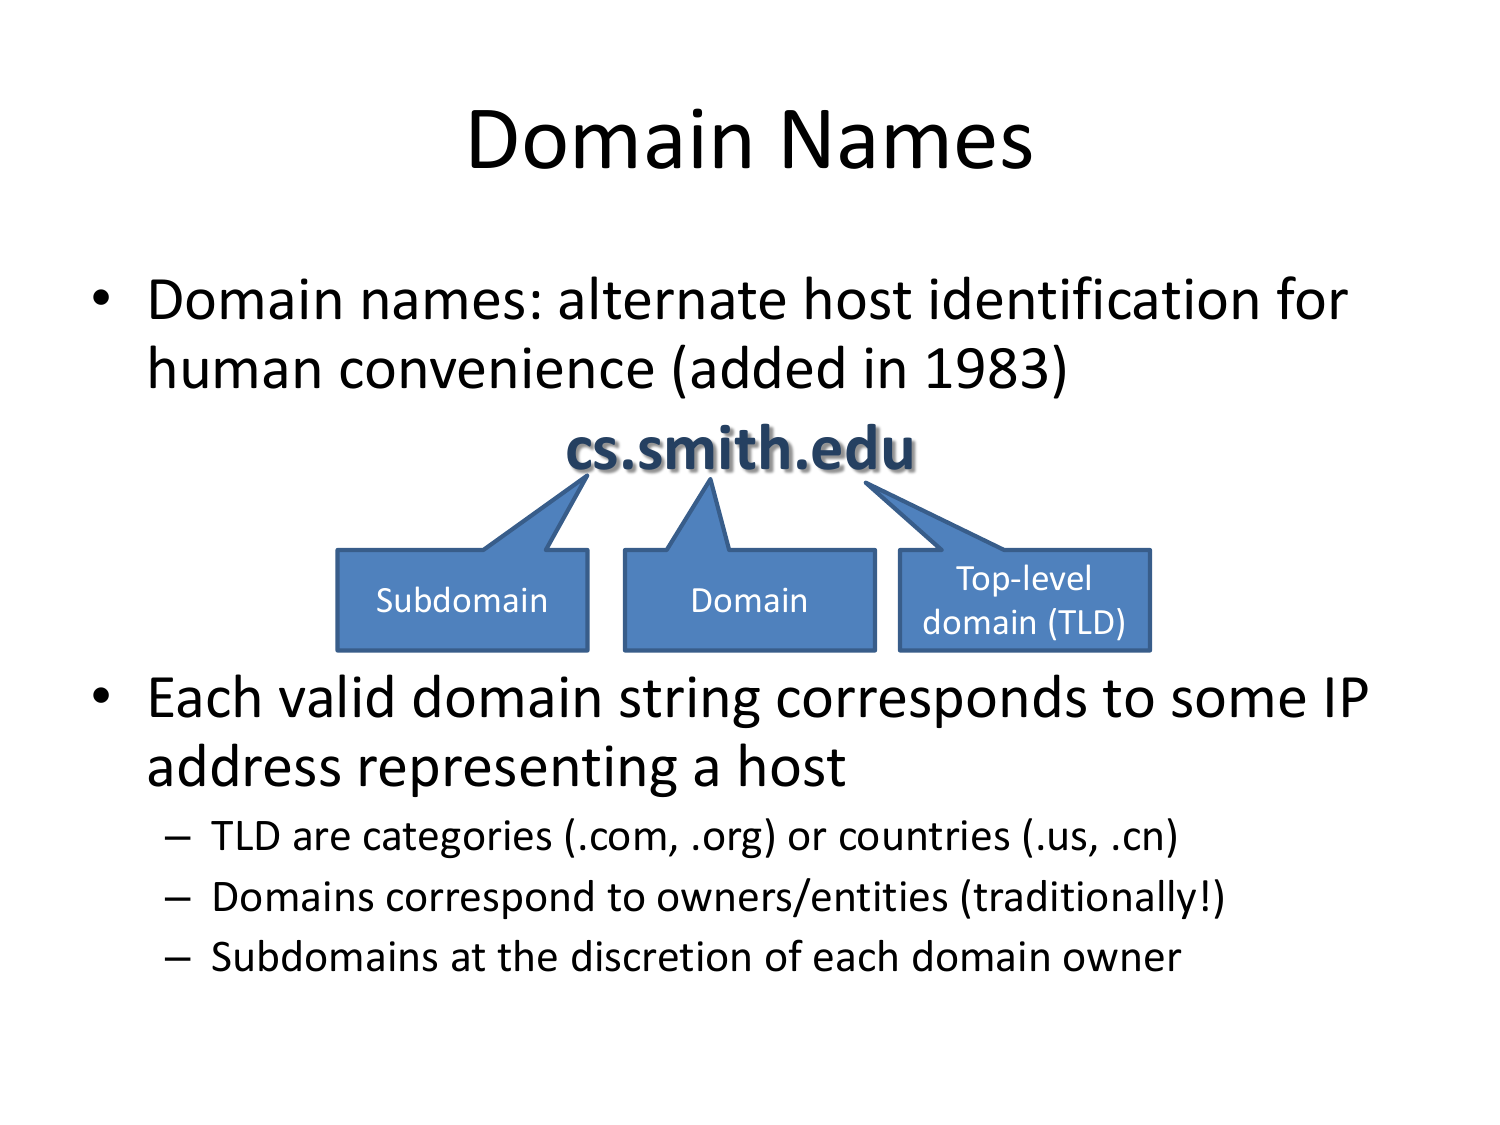 Domain Names
• Domain names: alternate host identification for
human convenience (added in 1983)
cs.smith.edu
Subdomain
Domain
Top-level
domain (TLD)
• Each valid domain string corresponds to some IP
address representing a host
– TLD are categories (.com, .org) or countries (.us, .cn)
– Domains correspond to owners/entities (traditionally!)
– Subdomains at the discretion of each domain owner